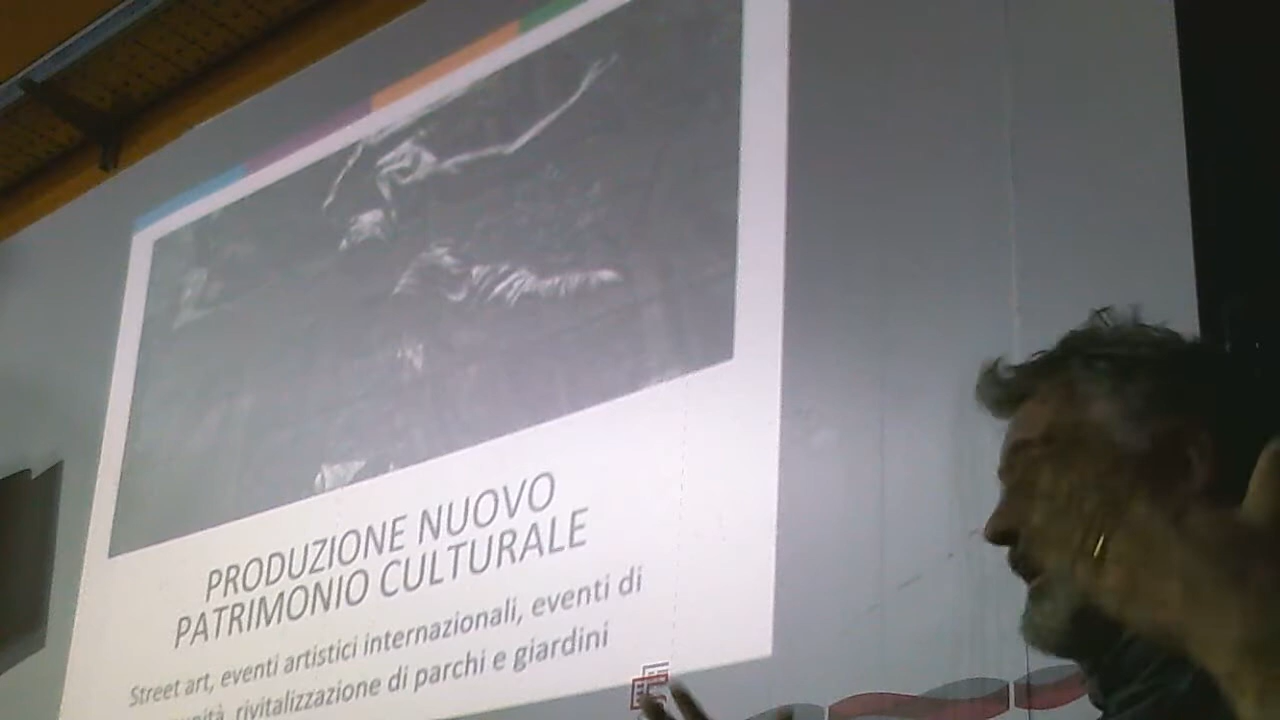 PRODUZIONE NUOVO
PATRIMONIO CULTURALE
Street art, eventi artistici internazionali, eventi di
rivitalizzazione di parchi e giardini